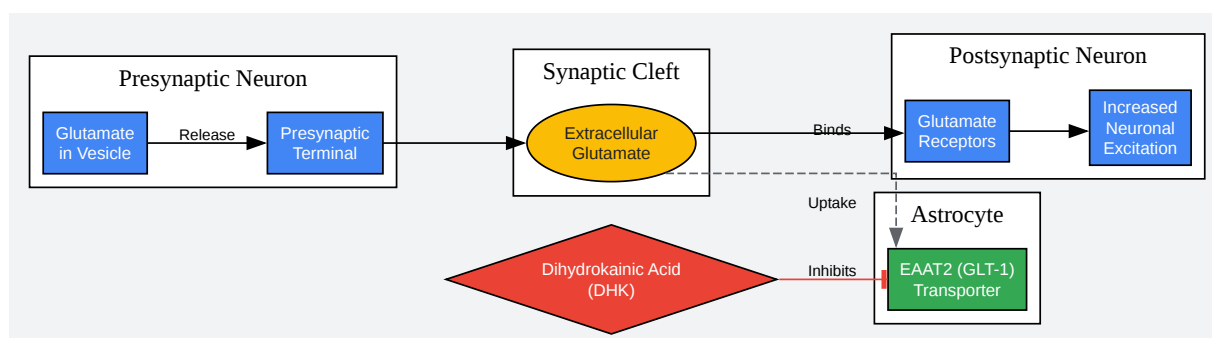 Presynaptic Neuron
Glutamate
in Vesicle
Release
Presynaptic
Terminal
Synaptic Cleft
Extracellular
Glutamate
Binds
Postsynaptic Neuron
Glutamate
Receptors
Increased
Neuronal
Excitation
Uptake
Astrocyte
EAAT2 (GLT-1)
Transporter
Dihydrokainic Acid
(DHK)
Inhibits